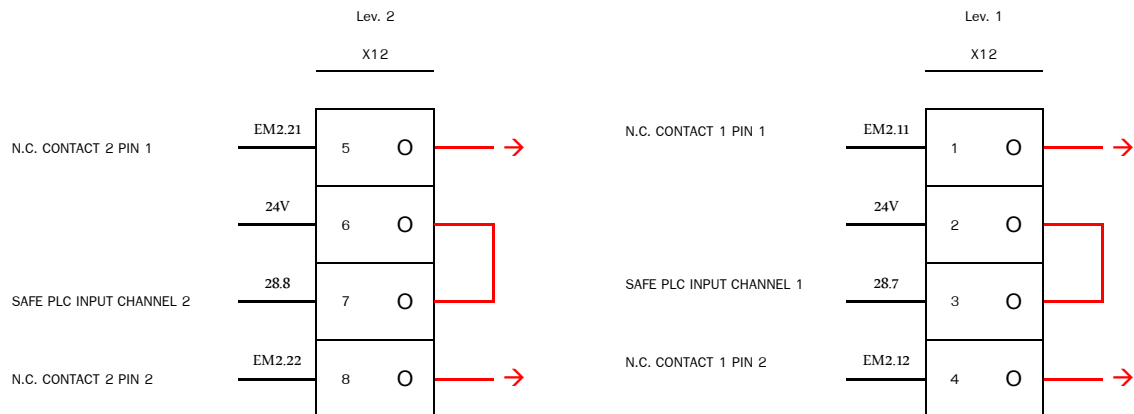 Lev. 2
X12
N.C. CONTACT 2 PIN 1
EM2.21
5 O
24V
6 O
SAFE PLC INPUT CHANNEL 2
28.8
7 O
N.C. CONTACT 2 PIN 2
EM2.22
8 O
Lev. 1
X12
N.C. CONTACT 1 PIN 1
EM2.11
1 O
24V
2 O
SAFE PLC INPUT CHANNEL 1
28.7
3 O
N.C. CONTACT 1 PIN 2
EM2.12
4 O